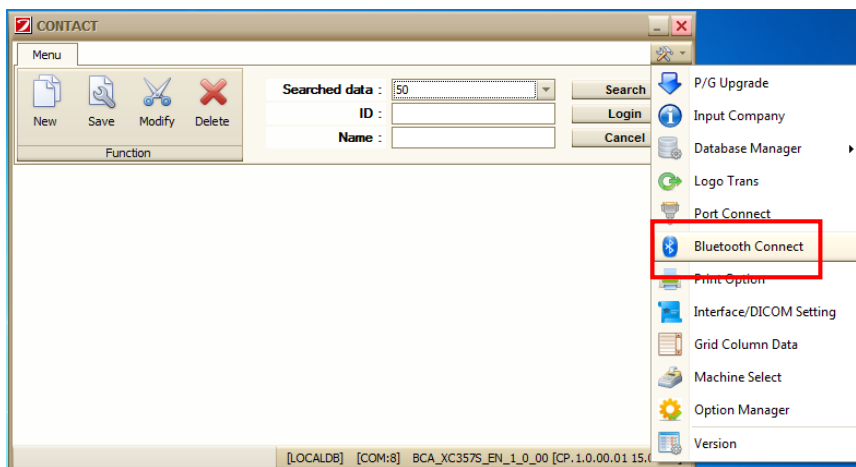 CONTACT
Menu
New Save Modify Delete
Function
Searched data : 50
ID :
Name :
Search
Login
Cancel
P/G Upgrade
Input Company
Database Manager
Logo Trans
Port Connect
Bluetooth Connect
Print Option
Interface/DICOM Setting
Grid Column Data
Machine Select
Option Manager
Version
[LOCALDB] [COM:8] BCA_XC357S_EN_1_0_00 [CP.1.0.00.01 15.